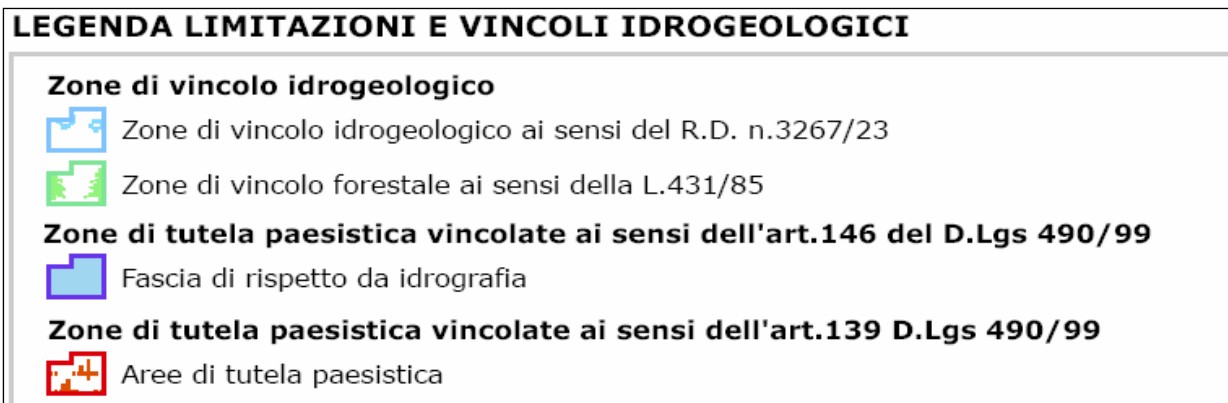 LEGENDA LIMITAZIONI E VINCOLI IDROGEOLOGICI
Zone di vincolo idrogeologico
Zone di vincolo idrogeologico ai sensi del R.D. n.3267/23
Zone di vincolo forestale ai sensi della L.431/85
Zone di tutela paesistica vincolate ai sensi dell'art.146 del D.Lgs 490/99
Fascia di rispetto da idrografia
Zone di tutela paesistica vincolate ai sensi dell'art.139 D.Lgs 490/99
Aree di tutela paesistica